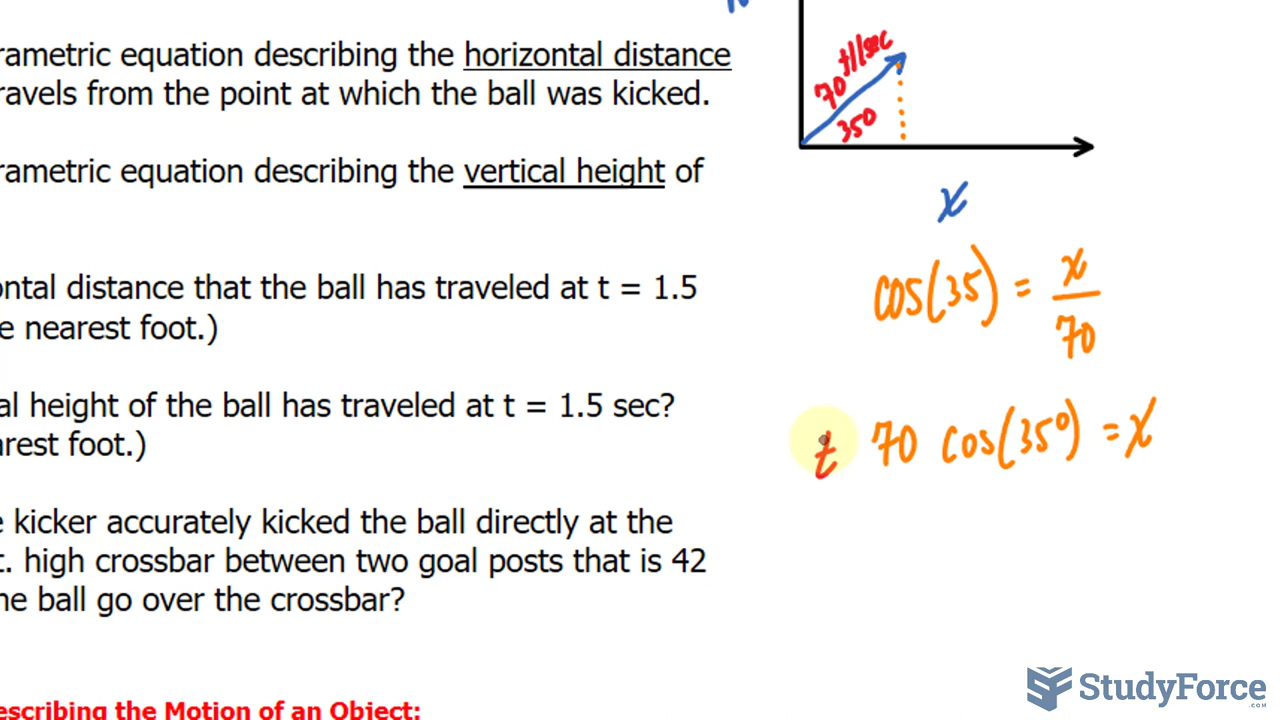 rametric equation describing the horizontal distance
ravels from the point at which the ball was kicked.
rametric equation describing the vertical height of
ontal distance that the ball has traveled at t = 1.5
e nearest foot.)
al height of the ball has traveled at t = 1.5 sec?
arest foot.)
e kicker accurately kicked the ball directly at the
t. high crossbar between two goal posts that is 42
ne ball go over the crossbar?
escribing the Motion of an Object:
70 ft/sec
35°
x
cos(35) = x/70
t 70 cos(35°) = x
StudyForce
.COM